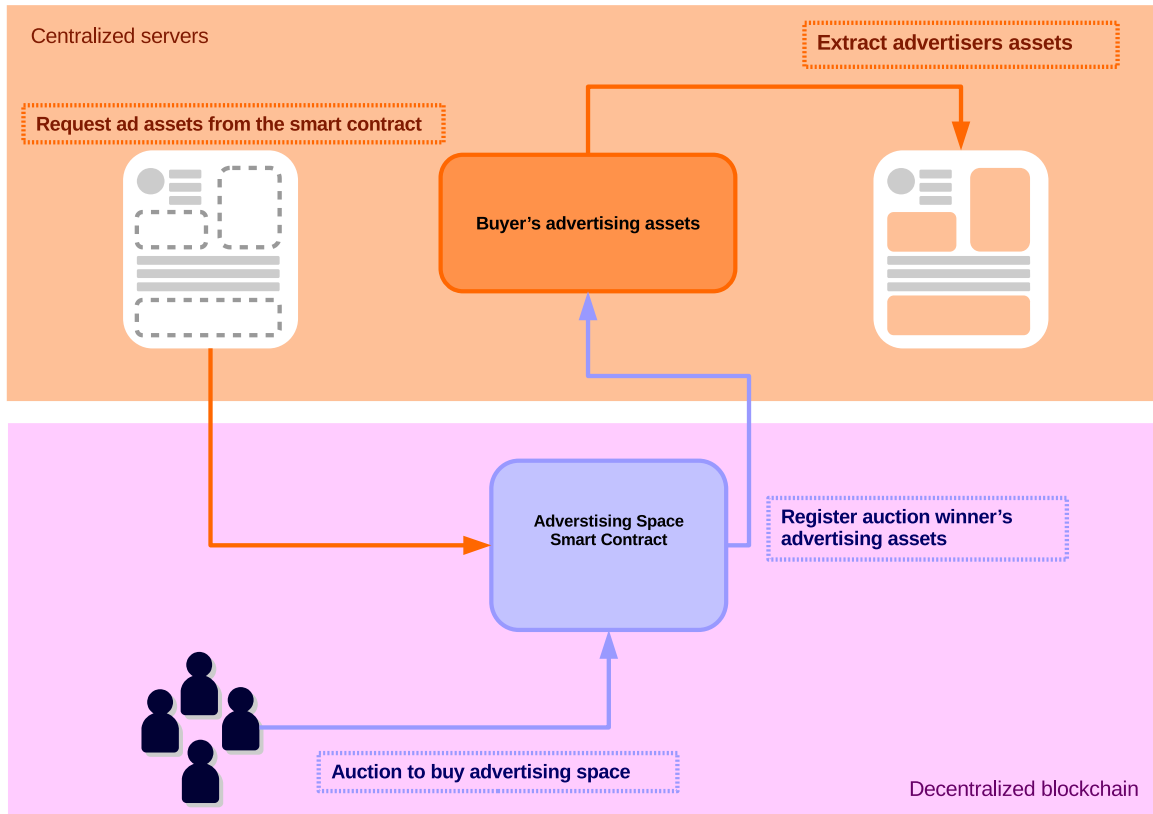 Centralized servers
Extract advertisers assets
Request ad assets from the smart contract
Buyer’s advertising assets
Adverstising Space
Smart Contract
Register auction winner’s
advertising assets
Auction to buy advertising space
Decentralized blockchain